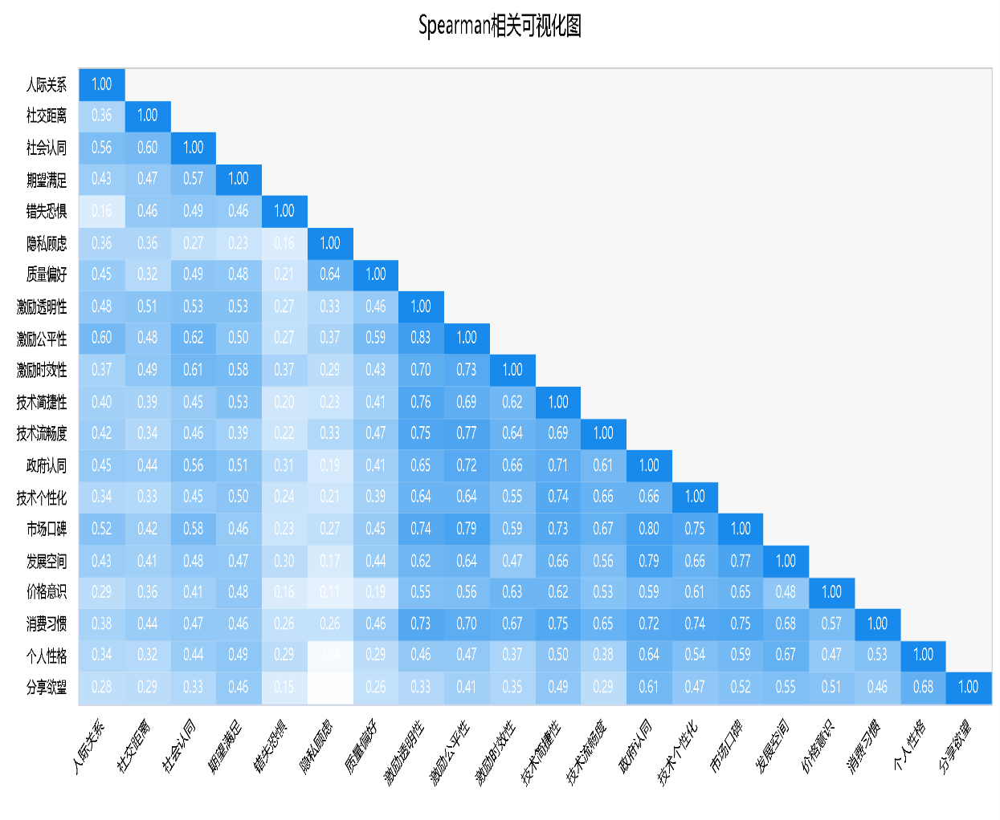 Spearman相关可视化图
人际关系 1.00
社交距离 0.36 1.00
社会认同 0.56 0.60 1.00
期望满足 0.43 0.47 0.57 1.00
错失恐惧 0.16 0.46 0.49 0.46 1.00
隐私顾虑 0.36 0.36 0.27 0.23 0.16 1.00
质量偏好 0.45 0.32 0.49 0.48 0.21 0.64 1.00
激励透明性 0.48 0.51 0.53 0.53 0.27 0.33 0.46 1.00
激励公平性 0.60 0.48 0.62 0.50 0.27 0.37 0.59 0.83 1.00
激励时效性 0.37 0.49 0.61 0.58 0.37 0.29 0.43 0.70 0.73 1.00
技术简捷性 0.40 0.39 0.45 0.53 0.20 0.23 0.41 0.76 0.69 0.62 1.00
技术流畅度 0.42 0.34 0.46 0.39 0.22 0.33 0.47 0.75 0.77 0.64 0.69 1.00
政府认同 0.45 0.44 0.56 0.51 0.31 0.19 0.41 0.65 0.72 0.66 0.71 0.61 1.00
技术个性化 0.34 0.33 0.45 0.50 0.24 0.21 0.39 0.64 0.64 0.55 0.74 0.66 0.66 1.00
市场口碑 0.52 0.42 0.58 0.46 0.23 0.27 0.45 0.74 0.79 0.59 0.73 0.67 0.80 0.75 1.00
发展空间 0.43 0.41 0.48 0.47 0.30 0.17 0.44 0.62 0.64 0.47 0.66 0.56 0.79 0.66 0.77 1.00
价格意识 0.29 0.36 0.41 0.48 0.16 0.11 0.19 0.55 0.56 0.63 0.62 0.53 0.59 0.61 0.65 0.48 1.00
消费习惯 0.38 0.44 0.47 0.46 0.26 0.26 0.46 0.73 0.70 0.67 0.75 0.65 0.72 0.74 0.75 0.68 0.57 1.00
个人性格 0.34 0.32 0.44 0.49 0.29 0.29 0.46 0.47 0.37 0.50 0.38 0.64 0.54 0.59 0.67 0.47 0.53 1.00
分享欲望 0.28 0.29 0.33 0.46 0.15 0.26 0.33 0.41 0.35 0.49 0.29 0.61 0.47 0.52 0.55 0.51 0.46 0.68 1.00
人际关系 社交距离 社会认同 期望满足 错失恐惧 隐私顾虑 质量偏好 激励透明性 激励公平性 激励时效性 技术简捷性 技术流畅度 政府认同 技术个性化 市场口碑 发展空间 价格意识 消费习惯 个人性格 分享欲望